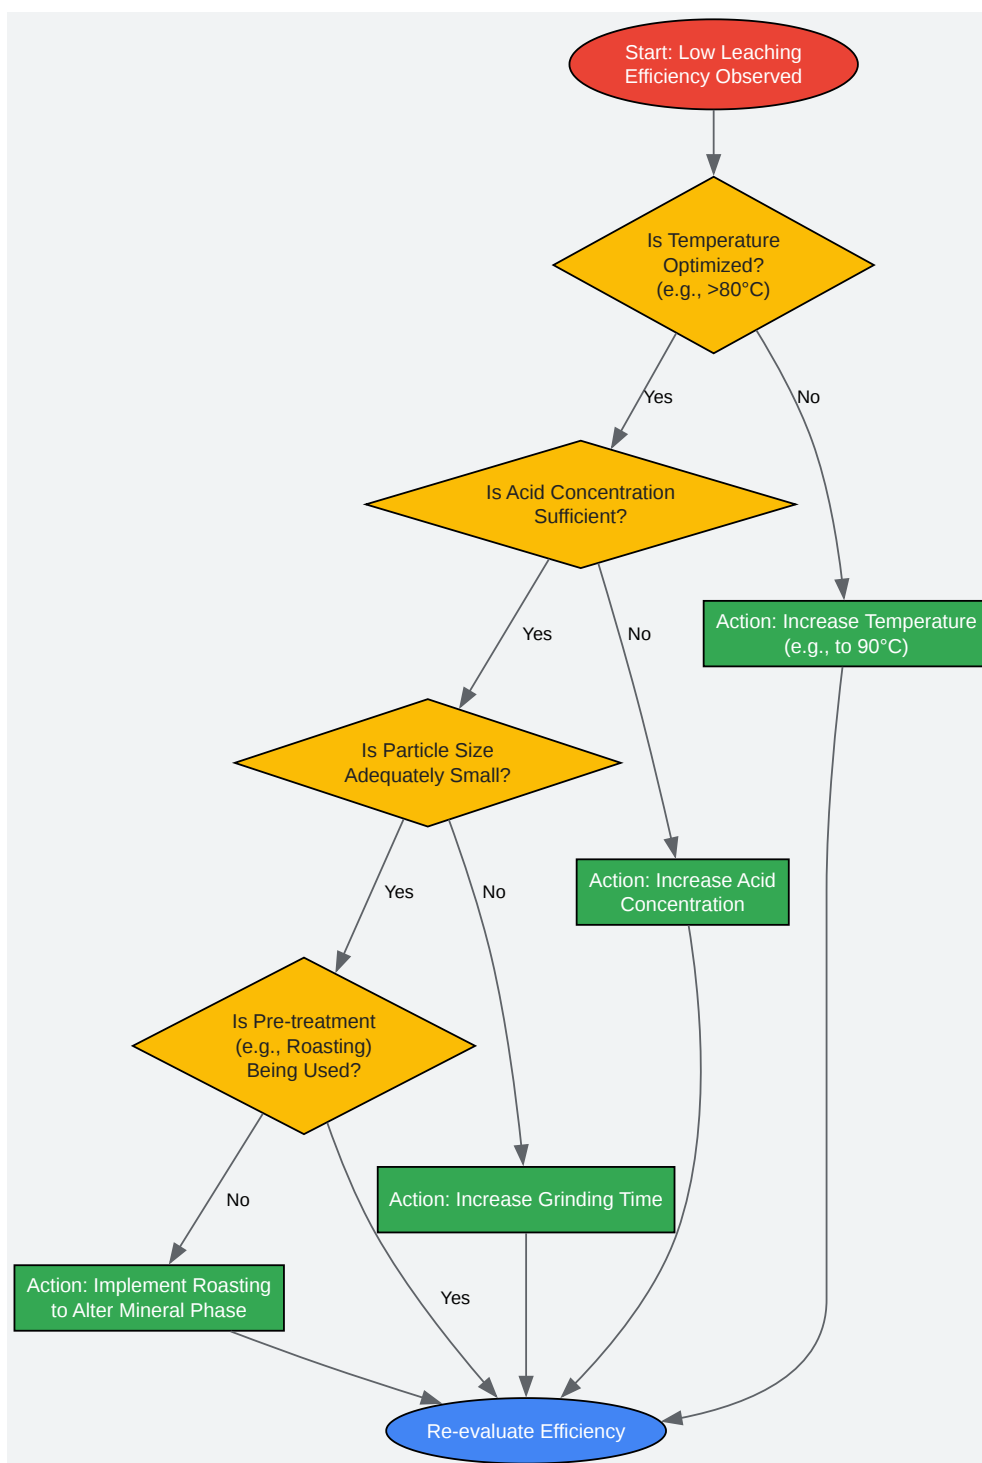 Start: Low Leaching
Efficiency Observed
Is Temperature
Optimized?
(e.g., >80°C)
Yes
No
Is Acid Concentration
Sufficient?
Action: Increase Temperature
(e.g., to 90°C)
Yes
No
Is Particle Size
Adequately Small?
Action: Increase Acid
Concentration
Yes
No
Is Pre-treatment
(e.g., Roasting)
Being Used?
Action: Increase Grinding Time
No
Action: Implement Roasting
to Alter Mineral Phase
Yes
Re-evaluate Efficiency